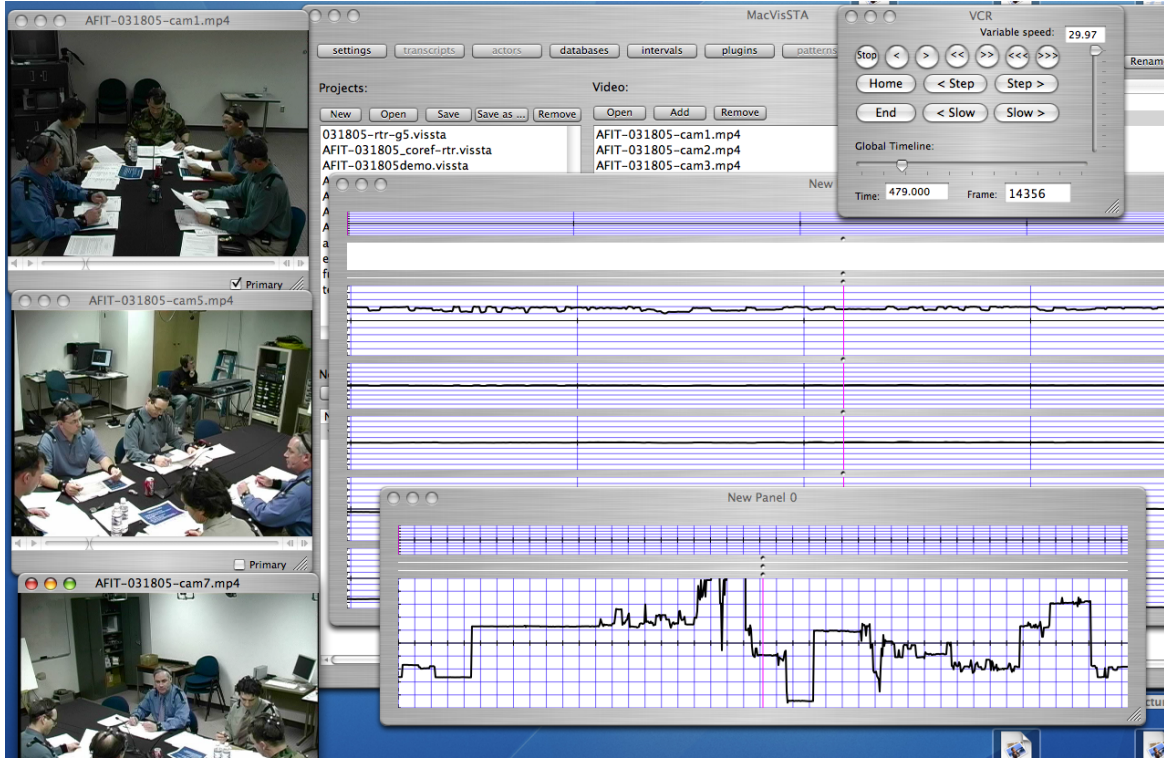 AFIT-031805-cam1.mp4
Primary
AFIT-031805-cam5.mp4
Primary
AFIT-031805-cam7.mp4
MacVisSTA
settings transcripts actors databases intervals plugins patterns
Projects:
New Open Save Save as ... Remove
031805-rtr-g5.vissta
AFIT-031805_coref-rtr.vissta
AFIT-031805demo.vissta
Video:
Open Add Remove
AFIT-031805-cam1.mp4
AFIT-031805-cam2.mp4
AFIT-031805-cam3.mp4
Renam
VCR
Variable speed: 29.97
Stop < > << >> <<< >>>
Home < Step Step >
End < Slow Slow >
Global Timeline:
Time: 479.000 Frame: 14356
New
New Panel 0